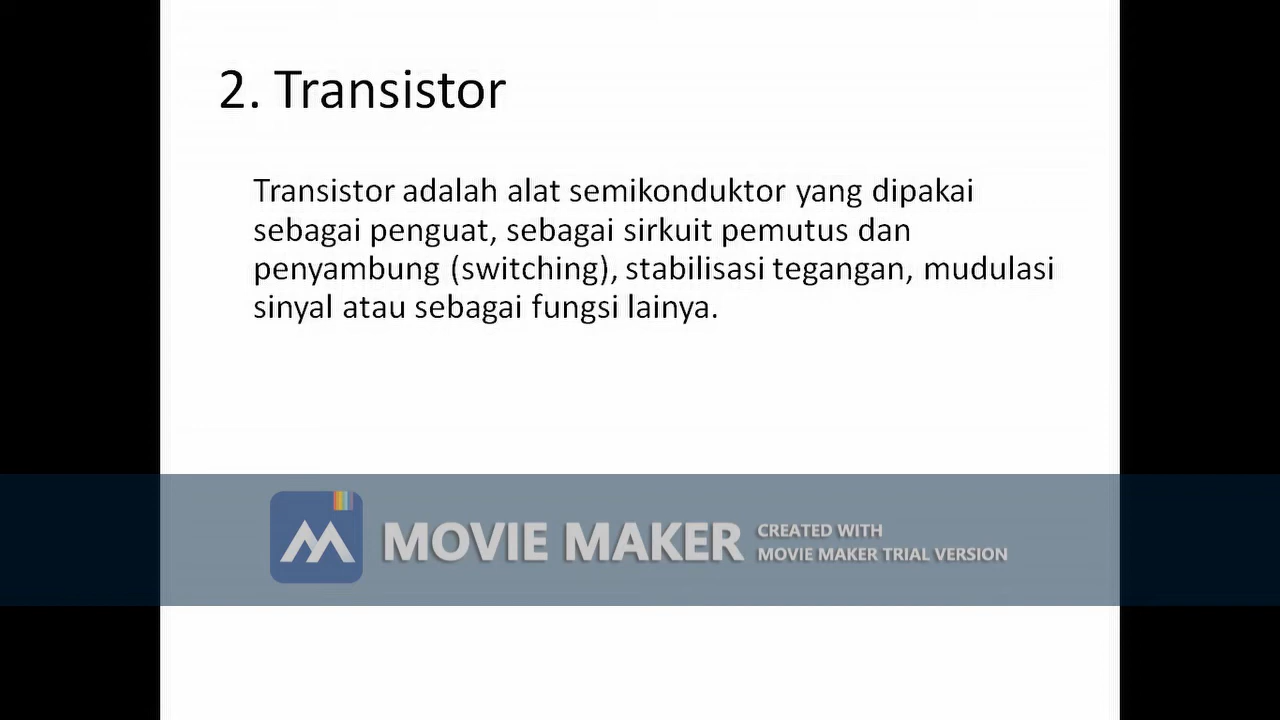 2. Transistor
Transistor adalah alat semikonduktor yang dipakai
sebagai penguat, sebagai sirkuit pemutus dan
penyambung (switching), stabilisasi tegangan, mudulasi
sinyal atau sebagai fungsi lainya.
MOVIE MAKER
CREATED WITH
MOVIE MAKER TRIAL VERSION